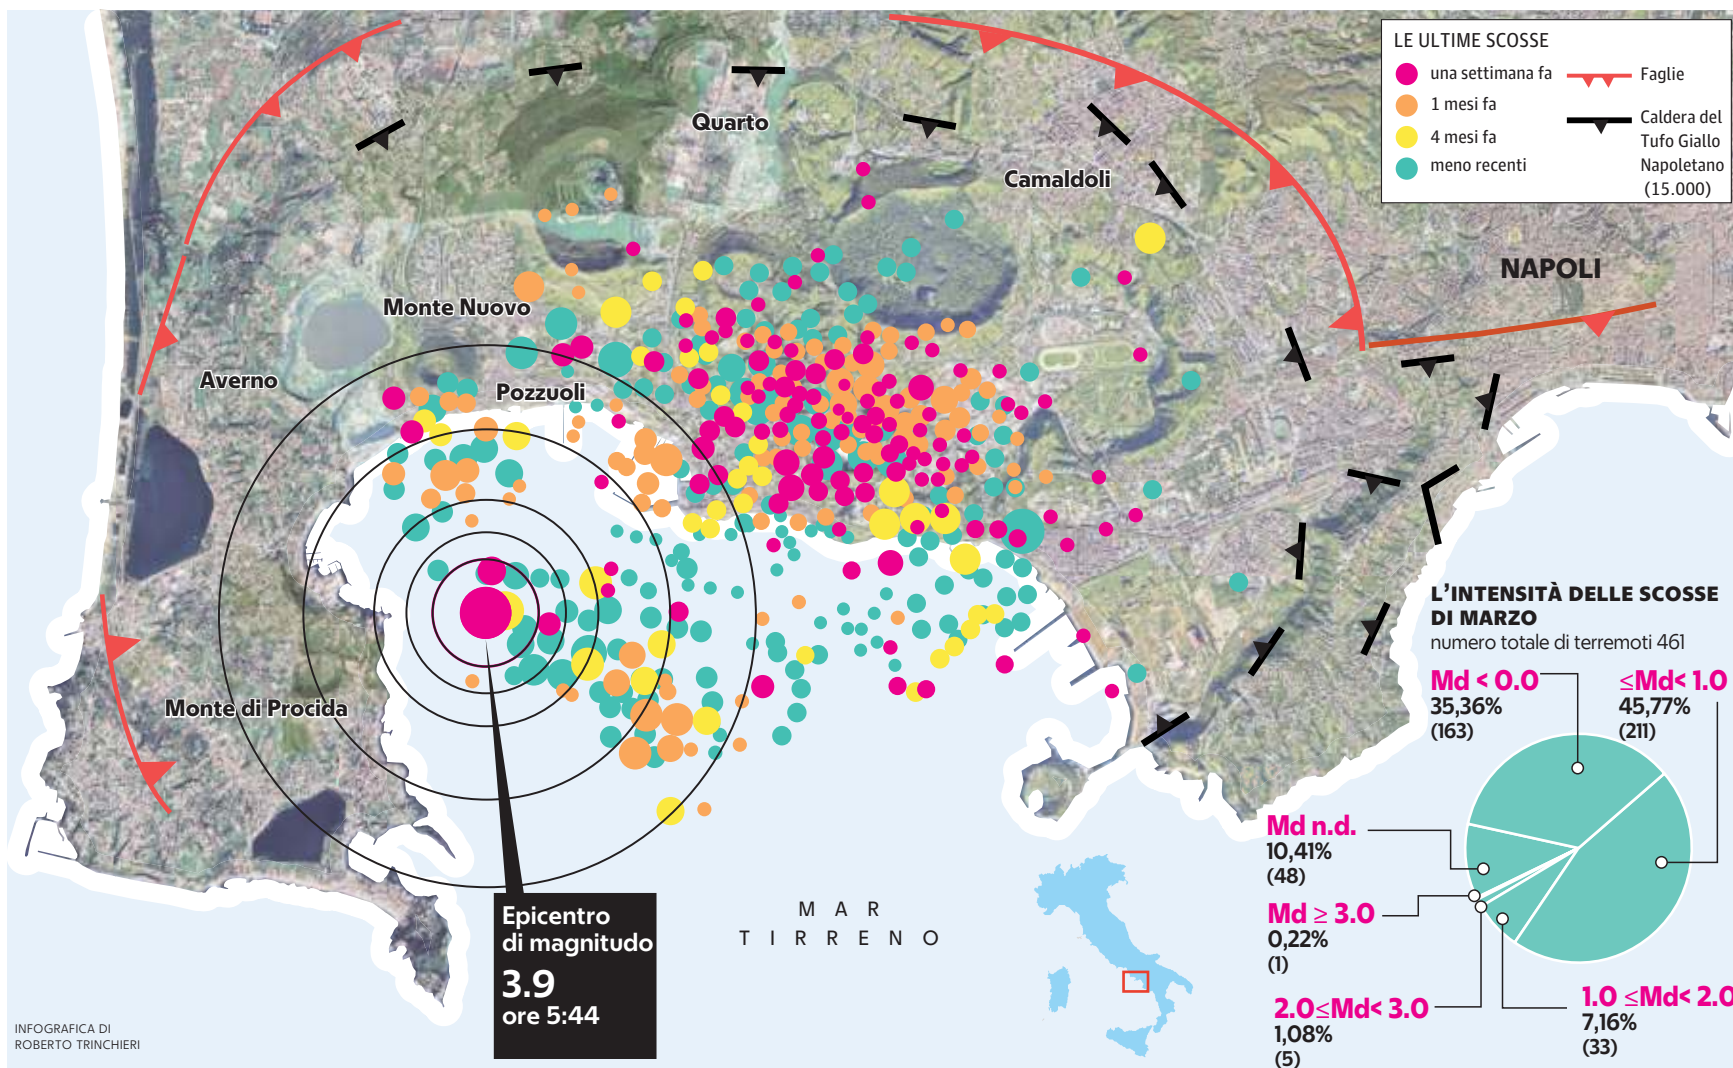 LE ULTIME SCOSSE
una settimana fa
1 mesi fa
4 mesi fa
meno recenti
Faglie
Caldera del
Tufo Giallo
Napoletano
(15.000)
Quarto
Camaldoli
NAPOLI
Monte Nuovo
Averno
Pozzuoli
Monte di Procida
Epicentro
di magnitudo
3.9
ore 5:44
MAR
TIRRENO
L'INTENSITÀ DELLE SCOSSE
DI MARZO
numero totale di terremoti 461
Md < 0.0
35,36%
(163)
≤Md< 1.0
45,77%
(211)
Md n.d.
10,41%
(48)
Md ≥ 3.0
0,22%
(1)
2.0≤Md< 3.0
1,08%
(5)
1.0 ≤Md< 2.0
7,16%
(33)
INFOGRAFICA DI
ROBERTO TRINCHIERI